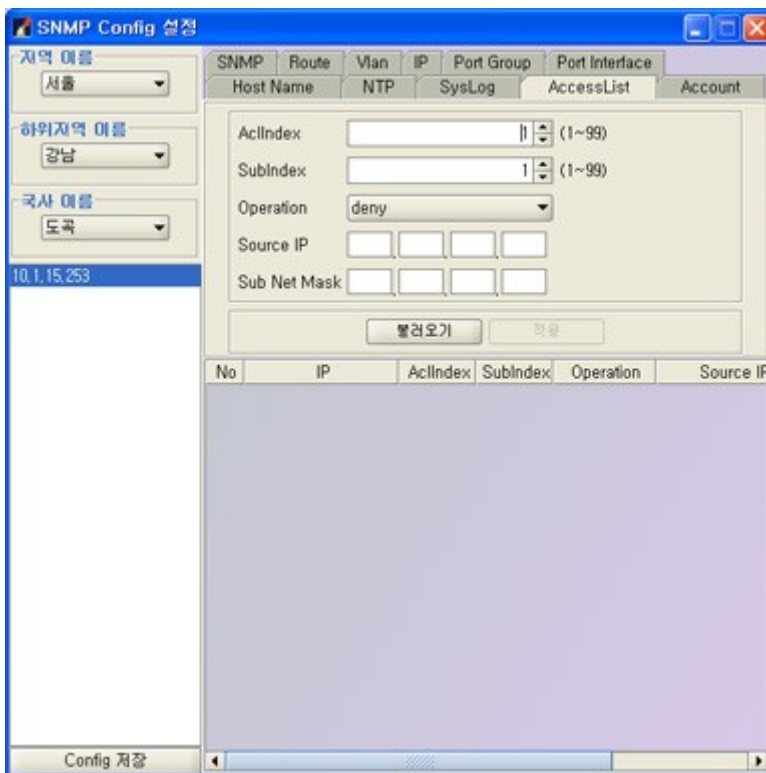 SNMP Config 설정
지역 이름
서울
하위지역 이름
강남
국사 이름
도곡
10,1,15,253
Config 저장
SNMP Route Vlan IP Port Group Port Interface
Host Name NTP SysLog AccessList Account
AclIndex 1 (1~99)
SubIndex 1 (1~99)
Operation deny
Source IP . . .
Sub Net Mask . . .
불러오기 적용
No IP AclIndex SubIndex Operation Source IP